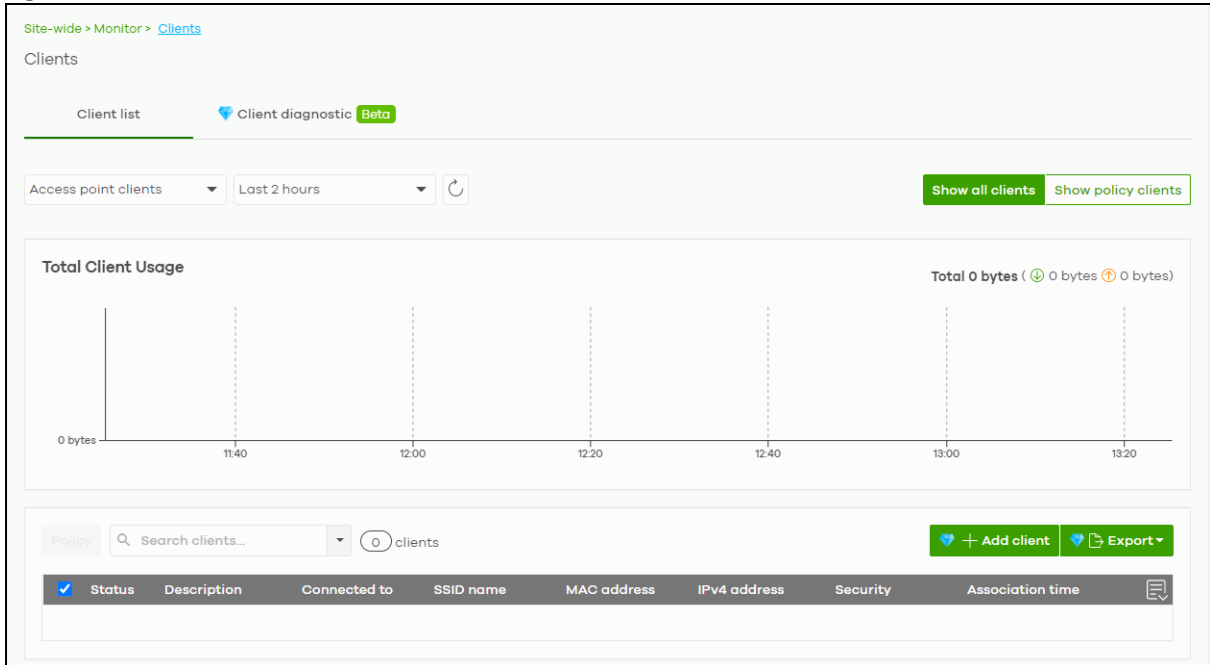 Site-wide > Monitor > Clients
Clients
Client list Client diagnostic Beta
Access point clients Last 2 hours Show all clients Show policy clients
Total Client Usage Total 0 bytes ( 0 bytes 0 bytes)
0 bytes
11:40 12:00 12:20 12:40 13:00 13:20
Policy Search clients... 0 clients + Add client Export
Status Description Connected to SSID name MAC address IPv4 address Security Association time